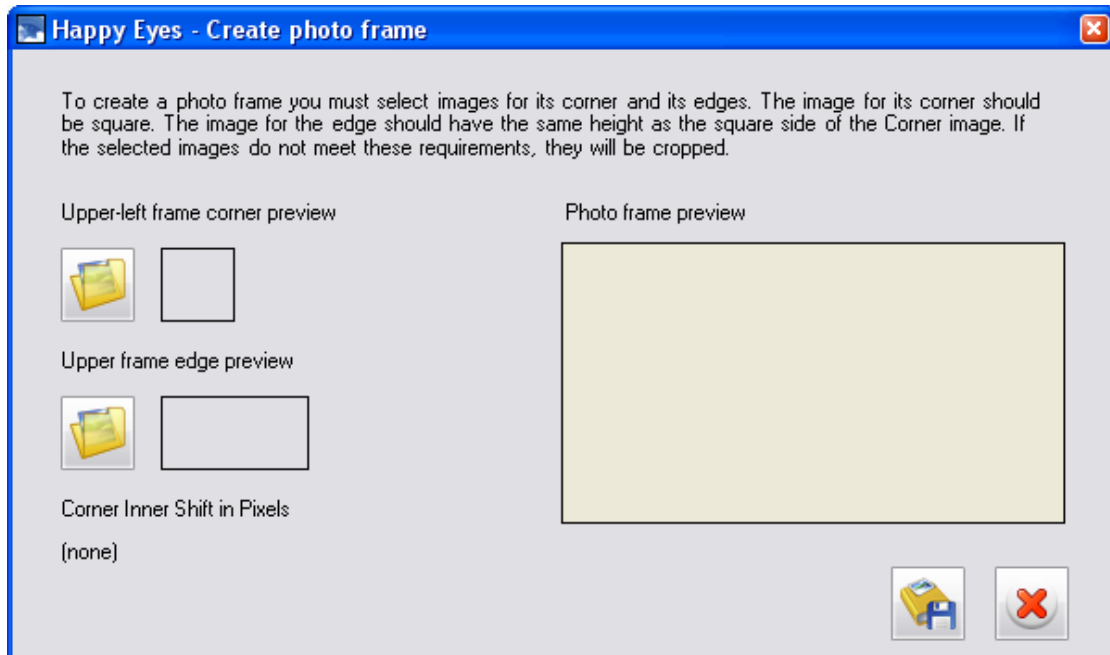 Happy Eyes - Create photo frame
To create a photo frame you must select images for its corner and its edges. The image for its corner should
be square. The image for the edge should have the same height as the square side of the Corner image. If
the selected images do not meet these requirements, they will be cropped.
Upper-left frame corner preview
Photo frame preview
Upper frame edge preview
Corner Inner Shift in Pixels
(none)